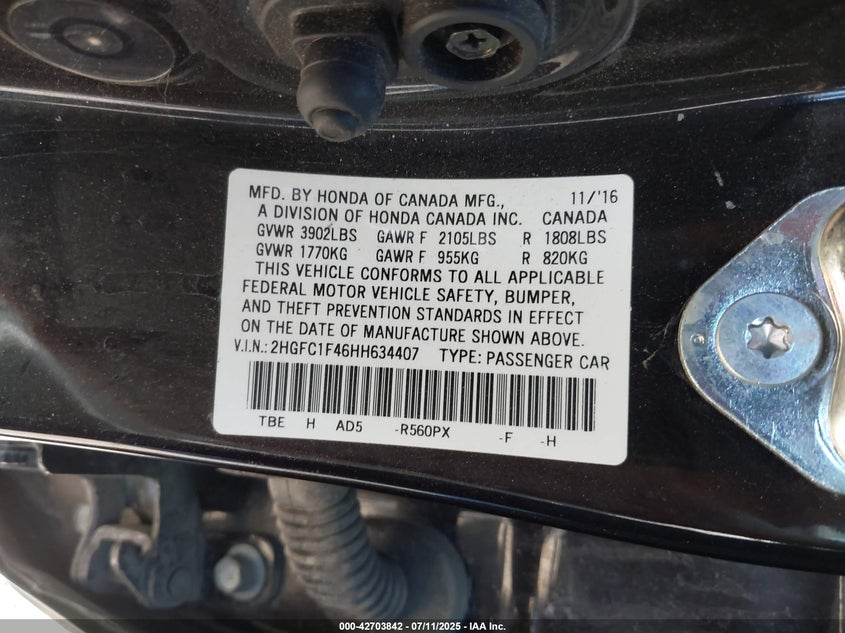 MFD. BY HONDA OF CANADA MFG., 11/'16
A DIVISION OF HONDA CANADA INC. CANADA
GVWR 3902LBS GAWR F 2105LBS R 1808LBS
GVWR 1770KG GAWR F 955KG R 820KG
THIS VEHICLE CONFORMS TO ALL APPLICABLE
FEDERAL MOTOR VEHICLE SAFETY, BUMPER,
AND THEFT PREVENTION STANDARDS IN EFFECT
ON THE DATE OF MANUFACTURE SHOWN ABOVE.
V.I.N.: 2HGFC1F46HH634407 TYPE: PASSENGER CAR
TBE H AD5 -R560PX -F -H
000-42703842 / 07/11/2025 - IAA Inc.